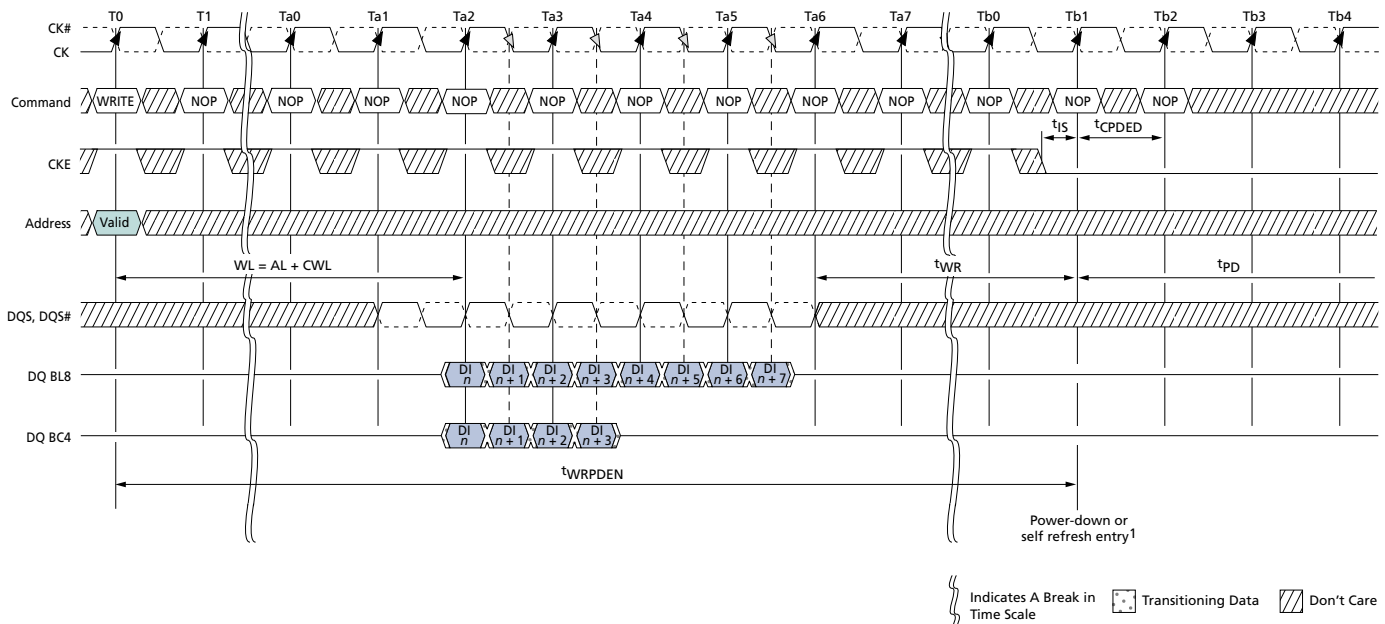 T0 T1 Ta0 Ta1 Ta2 Ta3 Ta4 Ta5 Ta6 Ta7 Tb0 Tb1 Tb2 Tb3 Tb4
CK#
CK
Command WRITE NOP NOP NOP NOP NOP NOP NOP NOP NOP NOP NOP NOP
tIS tCPDED
CKE
Address Valid
WL = AL + CWL tWR tPD
DQS, DQS#
DQ BL8 DI n DI n + 1 DI n + 2 DI n + 3 DI n + 4 DI n + 5 DI n + 6 DI n + 7
DQ BC4 DI n DI n + 1 DI n + 2 DI n + 3
tWRPDEN
Power-down or
self refresh entry1
Indicates A Break in
Time Scale
Transitioning Data
Don't Care